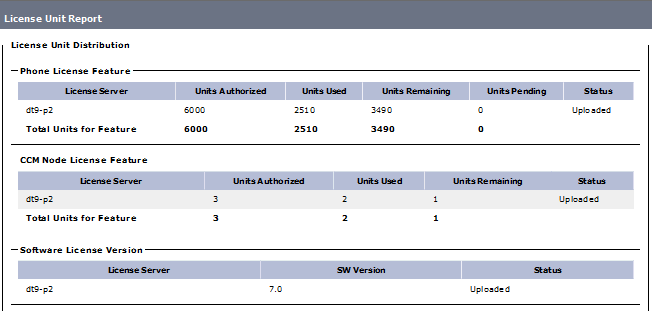 License Unit Report
License Unit Distribution
Phone License Feature
License Server Units Authorized Units Used Units Remaining Units Pending Status
dt9-p2 6000 2510 3490 0 Uploaded
Total Units for Feature 6000 2510 3490 0
CCM Node License Feature
License Server Units Authorized Units Used Units Remaining Status
dt9-p2 3 2 1 Uploaded
Total Units for Feature 3 2 1
Software License Version
License Server SW Version Status
dt9-p2 7.0 Uploaded